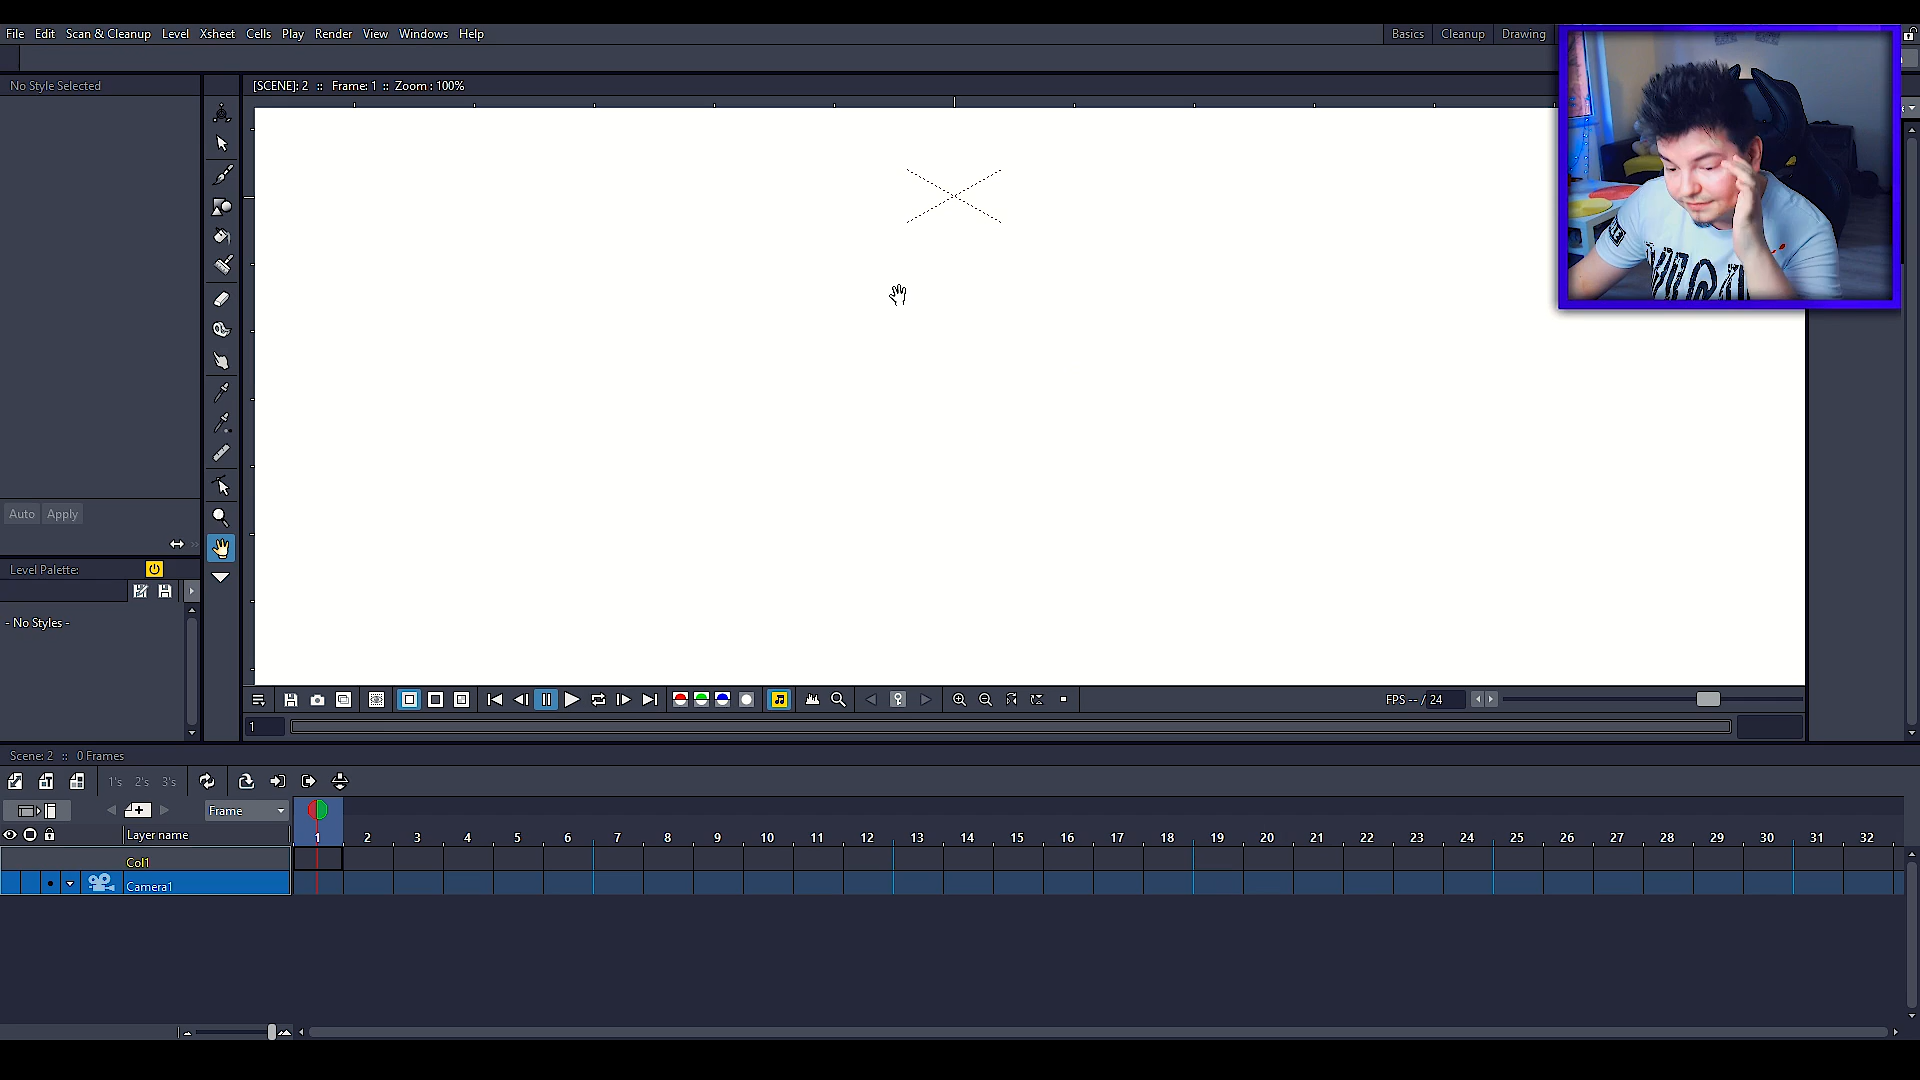 File Edit Scan & Cleanup Level Xsheet Cells Play Render View Windows Help
Basics Cleanup Drawing
No Style Selected
[SCENE]: 2 :: Frame: 1 :: Zoom : 100%
Auto Apply
Level Palette:
- No Styles -
FPS -- / 24
1
Scene: 2 :: 0 Frames
1's 2's 3's
Frame
Layer name
1 2 3 4 5 6 7 8 9 10 11 12 13 14 15 16 17 18 19 20 21 22 23 24 25 26 27 28 29 30 31 32
Col1
Camera1